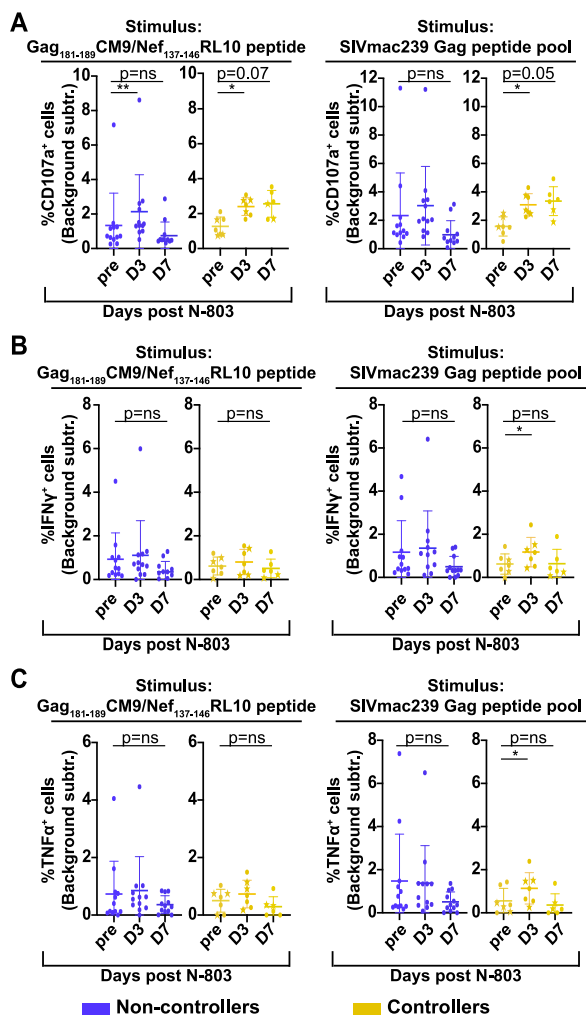 A
Stimulus:
Gag181-189CM9/Nef137-146RL10 peptide
Stimulus:
SIVmac239 Gag peptide pool
%CD107a+ cells
(Background subtr.)
10
8
6
4
2
0
p=ns
**
pre
D3
D7
10
8
6
4
2
0
p=0.07
*
pre
D3
D7
Days post N-803
%CD107a+ cells
(Background subtr.)
12
10
8
6
4
2
0
p=ns
pre
D3
D7
12
10
8
6
4
2
0
p=0.05
*
pre
D3
D7
Days post N-803
B
Stimulus:
Gag181-189CM9/Nef137-146RL10 peptide
Stimulus:
SIVmac239 Gag peptide pool
%IFNγ+ cells
(Background subtr.)
8
6
4
2
0
p=ns
pre
D3
D7
8
6
4
2
0
p=ns
pre
D3
D7
Days post N-803
%IFNγ+ cells
(Background subtr.)
8
6
4
2
0
p=ns
pre
D3
D7
8
6
4
2
0
p=ns
*
pre
D3
D7
Days post N-803
C
Stimulus:
Gag181-189CM9/Nef137-146RL10 peptide
Stimulus:
SIVmac239 Gag peptide pool
%TNFα+ cells
(Background subtr.)
6
4
2
0
p=ns
pre
D3
D7
6
4
2
0
p=ns
pre
D3
D7
Days post N-803
%TNFα+ cells
(Background subtr.)
8
6
4
2
0
p=ns
pre
D3
D7
8
6
4
2
0
p=ns
*
pre
D3
D7
Days post N-803
Non-controllers
Controllers